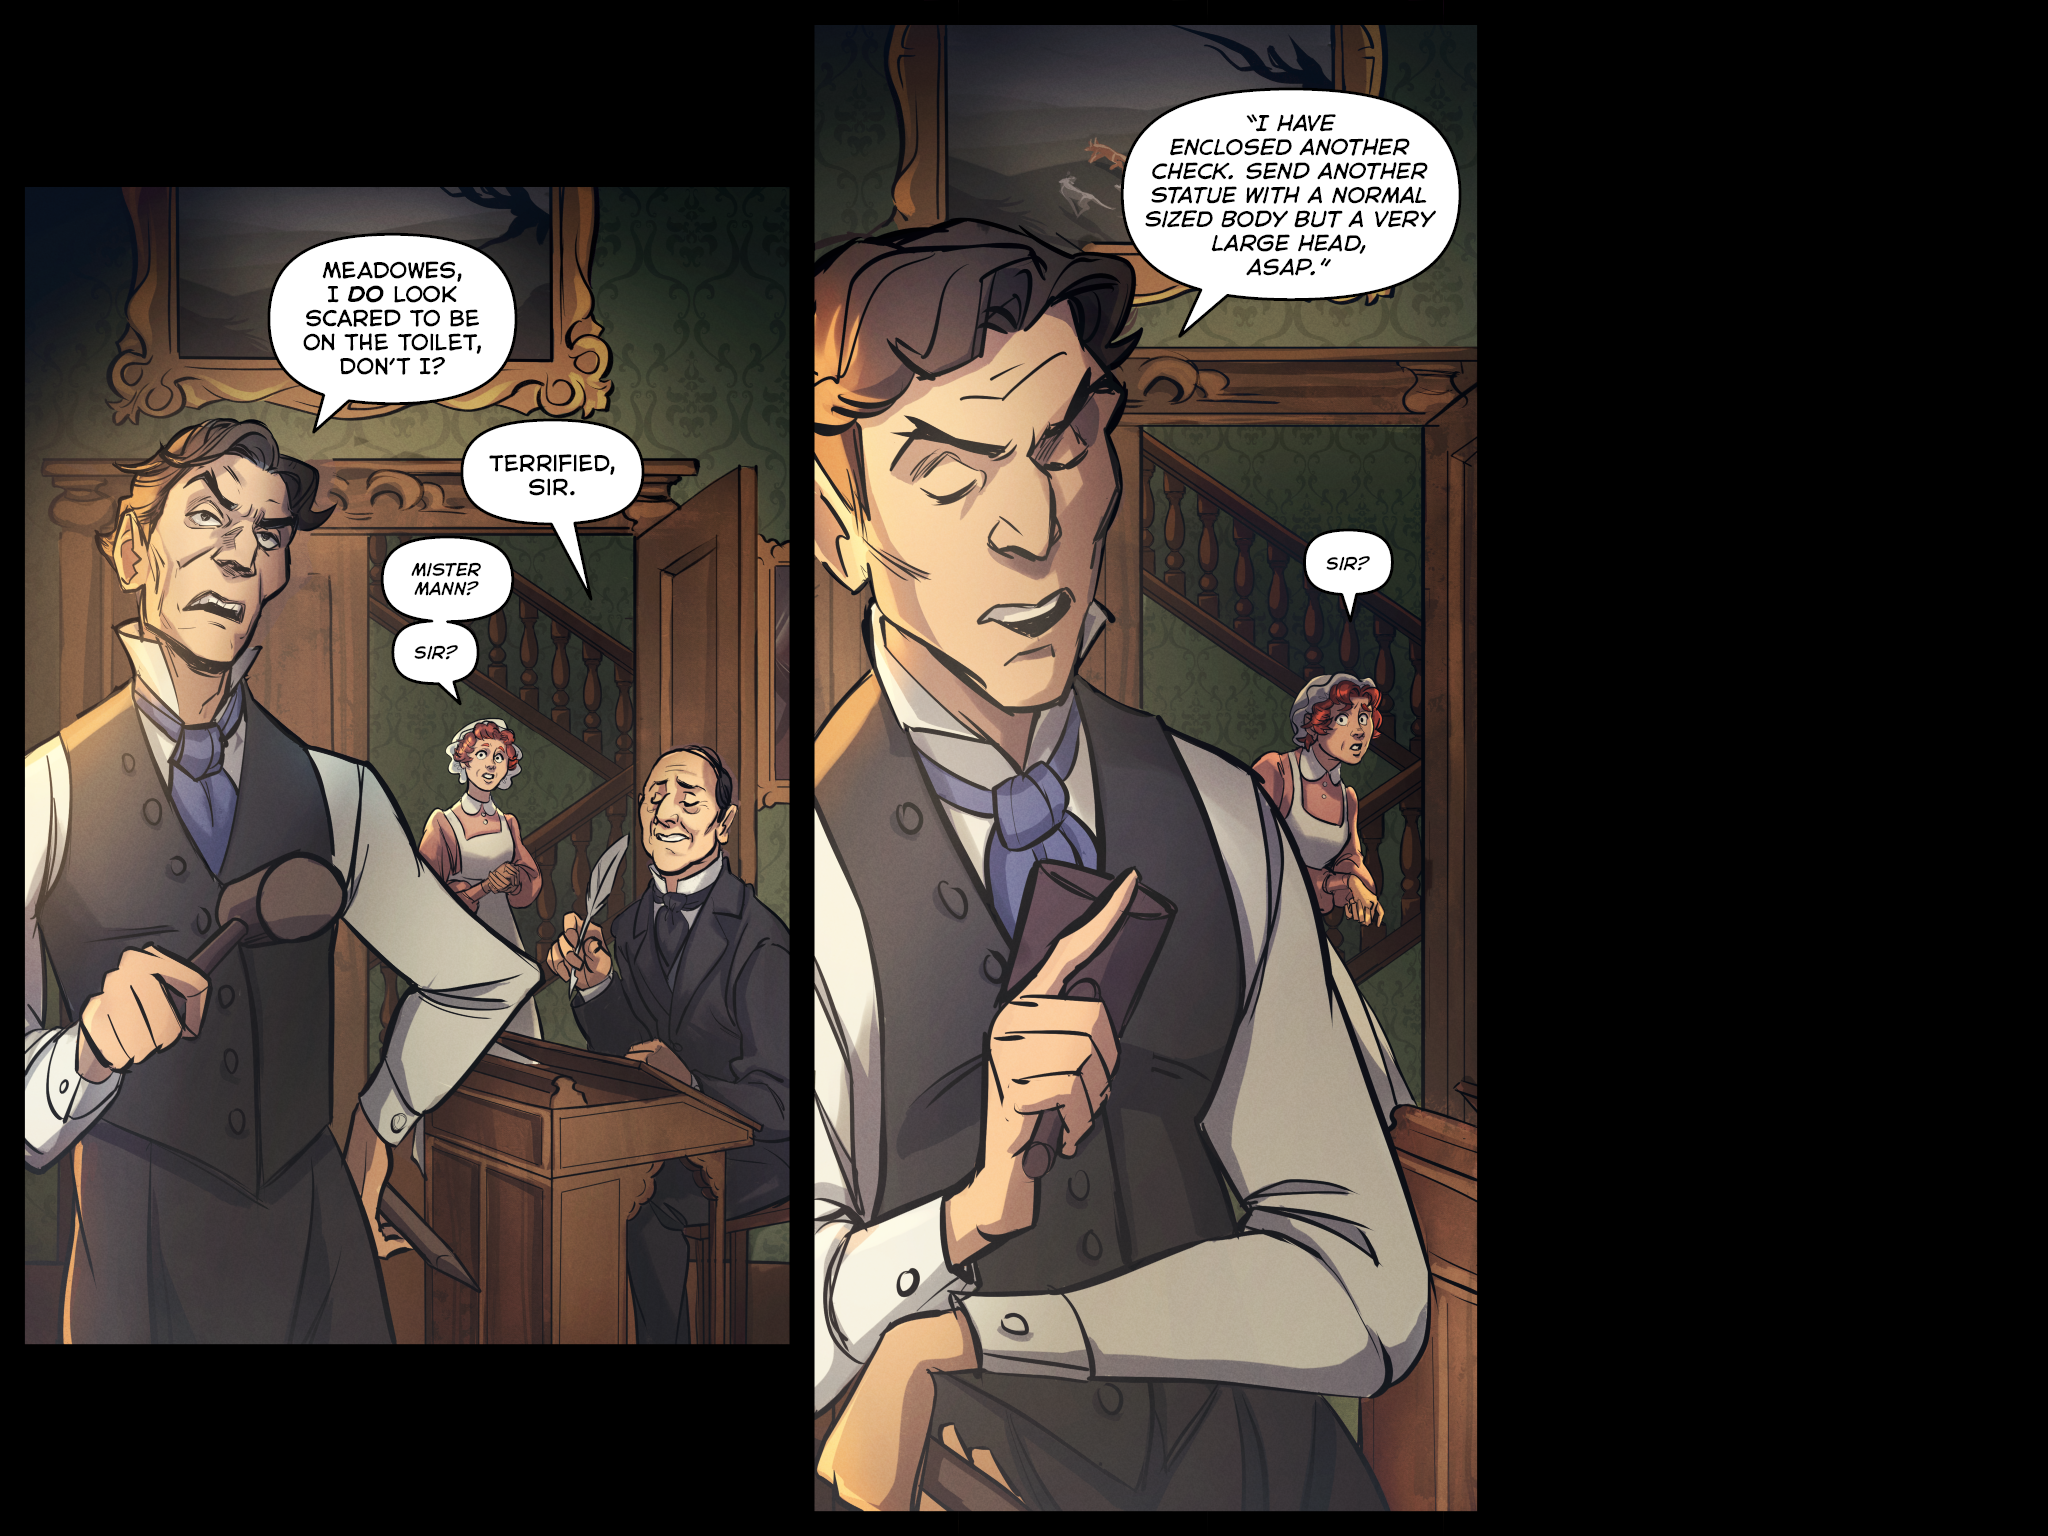 MEADOWES,
I DO LOOK
SCARED TO BE
ON THE TOILET,
DON'T I?
TERRIFIED,
SIR.
MISTER
MANN?
SIR?
"I HAVE
ENCLOSED ANOTHER
CHECK. SEND ANOTHER
STATUE WITH A NORMAL
SIZED BODY BUT A VERY
LARGE HEAD,
ASAP."
SIR?